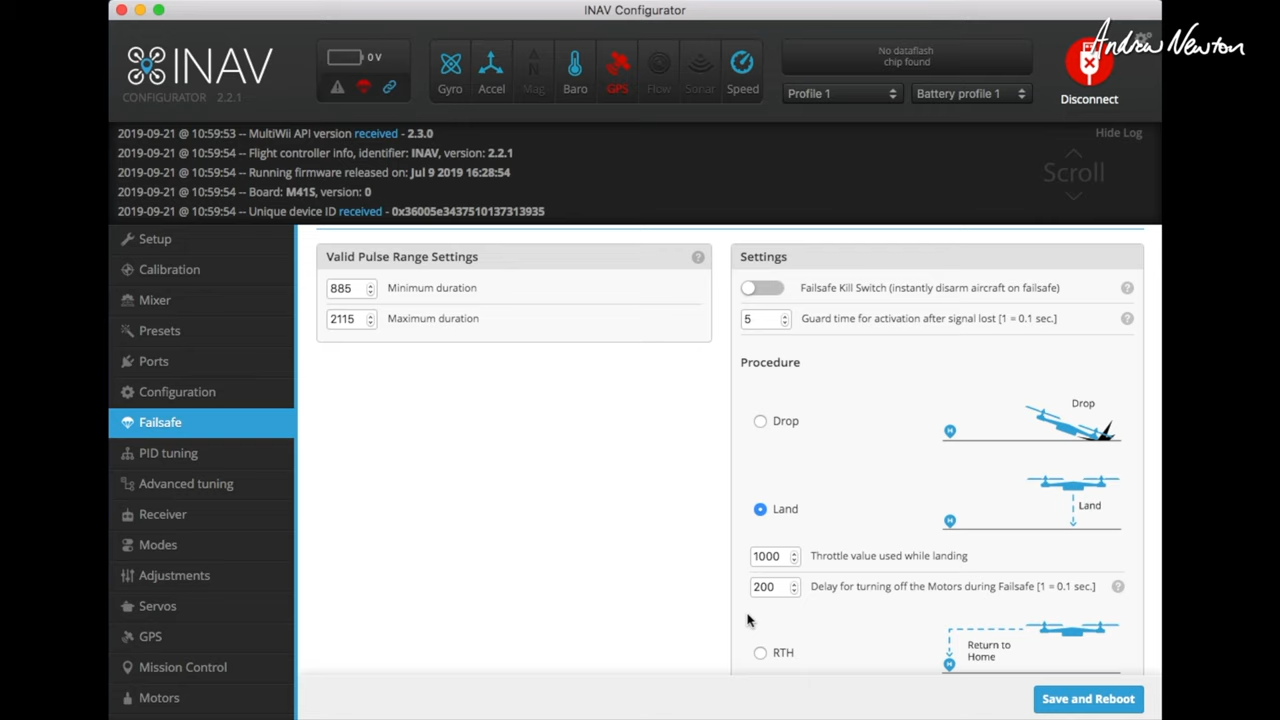 INAV Configurator
Andrew Newton
INAV
CONFIGURATOR 2.2.1
0 V
Gyro
Accel
Mag
Baro
GPS
Flow
Sonar
Speed
No dataflash
chip found
Profile 1
Battery profile 1
Disconnect
2019-09-21 @ 10:59:53 -- MultiWii API version received - 2.3.0
2019-09-21 @ 10:59:54 -- Flight controller info, identifier: INAV, version: 2.2.1
2019-09-21 @ 10:59:54 -- Running firmware released on: Jul 9 2019 16:28:54
2019-09-21 @ 10:59:54 -- Board: M41S, version: 0
2019-09-21 @ 10:59:54 -- Unique device ID received - 0x36005e3437510137313935
Hide Log
Scroll
Setup
Calibration
Mixer
Presets
Ports
Configuration
Failsafe
PID tuning
Advanced tuning
Receiver
Modes
Adjustments
Servos
GPS
Mission Control
Motors
Valid Pulse Range Settings
885 Minimum duration
2115 Maximum duration
Settings
Failsafe Kill Switch (instantly disarm aircraft on failsafe)
5 Guard time for activation after signal lost [1 = 0.1 sec.]
Procedure
Drop
Drop
Land
Land
1000 Throttle value used while landing
200 Delay for turning off the Motors during Failsafe [1 = 0.1 sec.]
RTH
Return to
Home
Save and Reboot